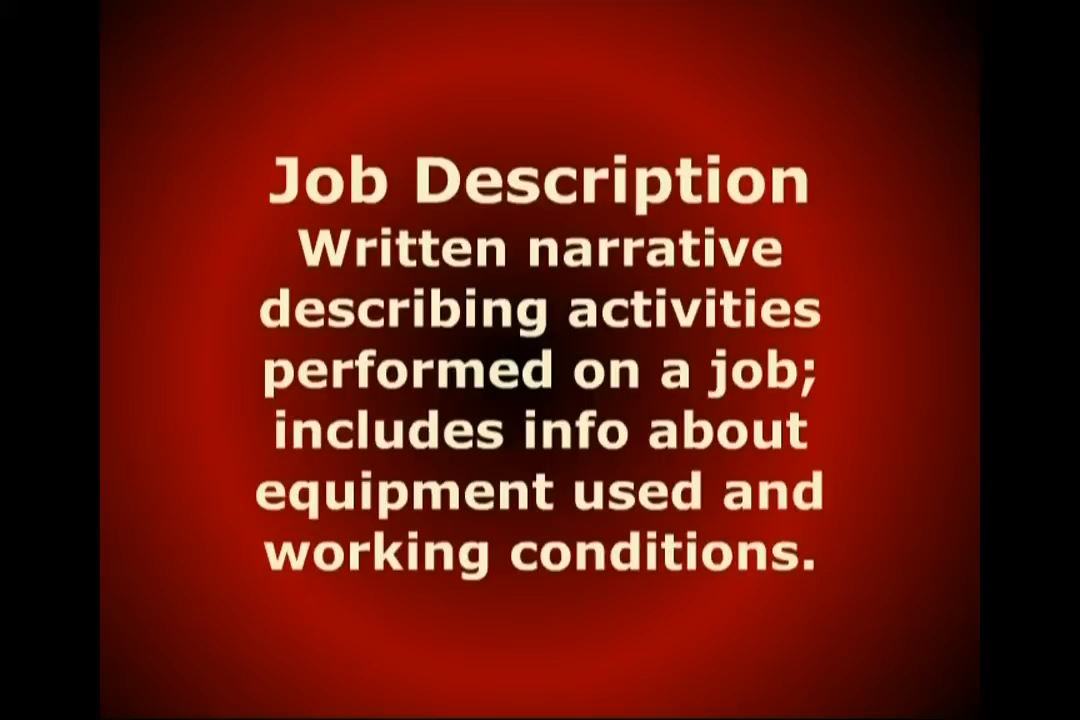 Job Description
Written narrative
describing activities
performed on a job;
includes info about
equipment used and
working conditions.